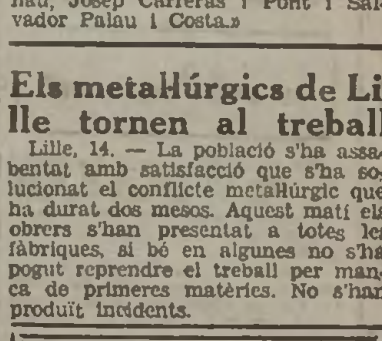 nau, Josep Carreras i Pont i Sal-
vador Palau i Costa.»
Els metal·lúrgics de Li
lle tornen al treball
Lille, 14. — La població s'ha assa-
bentat amb satisfacció que s'ha so-
lucionat el conflicte metal·lúrgic que
ha durat dos mesos. Aquest matí els
obrers s'han presentat a totes les
fàbriques, si bé en algunes no s'ha
pogut reprendre el treball per man-
ca de primeres matèries. No s'han
produït incidents.